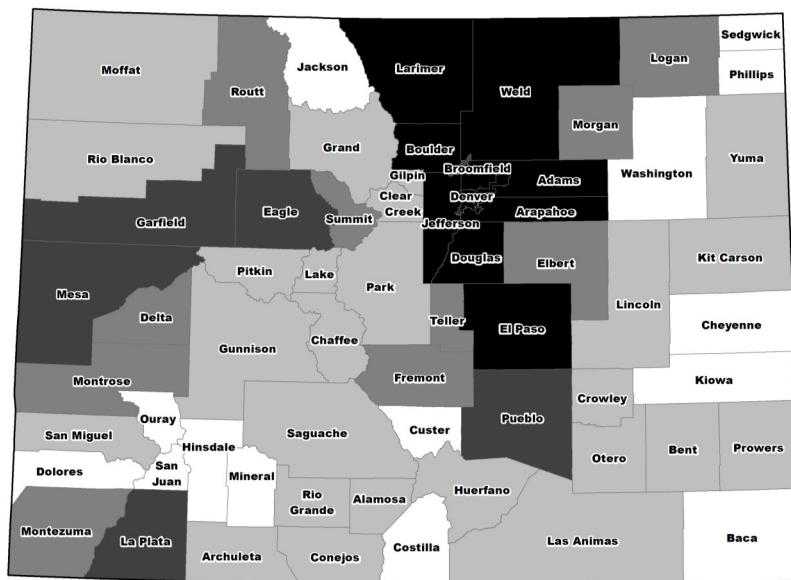 Sedgwick
Moffat
Routt
Jackson
Larimer
Weld
Logan
Phillips
Morgan
Rio Blanco
Grand
Boulder
Washington
Yuma
Gilpin
Broomfield
Adams
Clear
Creek
Denver
Garfield
Eagle
Summit
Jefferson
Arapahoe
Pitkin
Lake
Park
Douglas
Elbert
Kit Carson
Mesa
Lincoln
Delta
Teller
Cheyenne
Gunnison
Chaffee
El Paso
Montrose
Fremont
Kiowa
Ouray
Crowley
San Miguel
Hinsdale
Saguache
Custer
Pueblo
Dolores
San
Juan
Mineral
Otero
Bent
Prowers
Rio
Grande
Alamosa
Huerfano
Montezuma
La Plata
Archuleta
Conejos
Costilla
Las Animas
Baca